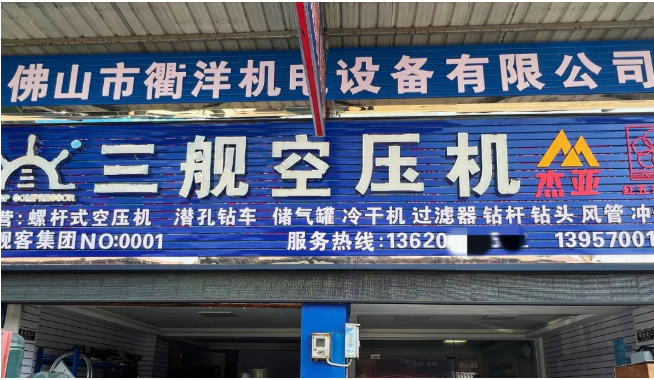 佛山市衢洋机电设备有限公司
三舰空压机
COMPRESSOR
杰亚
红五
营:螺杆式空压机 潜孔钻车 储气罐 冷干机 过滤器 钻杆 钻头 风管 冲
舰客集团NO:0001 服务热线:13620 13957001